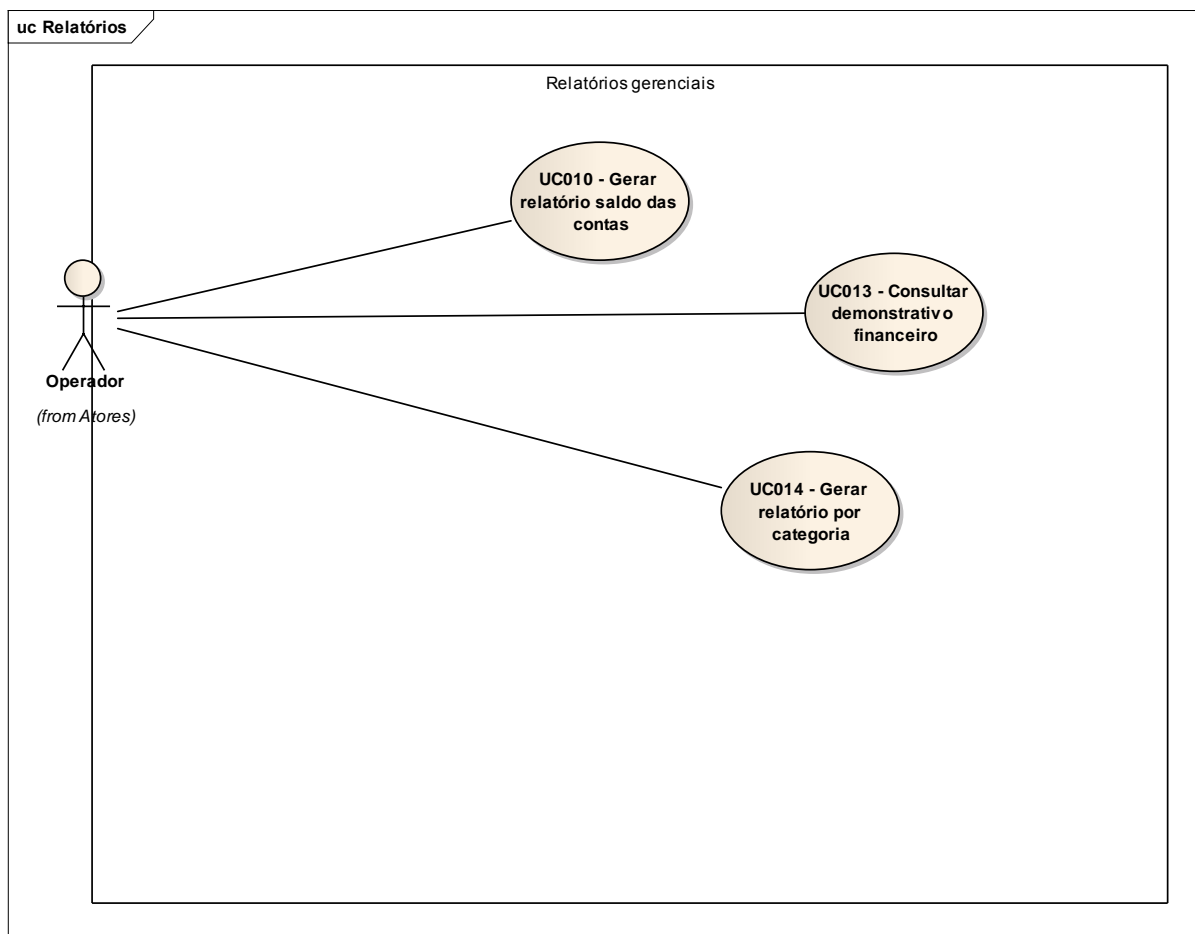 uc Relatórios
Relatórios gerenciais
UC010 - Gerar
relatório saldo das
contas
UC013 - Consultar
demonstrativo
financeiro
Operador
(from Atores)
UC014 - Gerar
relatório por
categoria